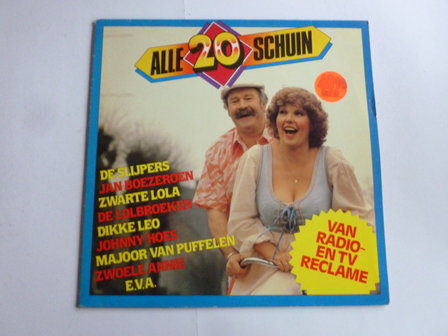 ALLE 20 SCHUIN
DE SLIJPERS
JAN BOEZEROEN
ZWARTE LOLA
DE LOLBROEKEN
DIKKE LEO
JOHNNY HOES
MAJOOR VAN PUFFELEN
ZWOELE ANNIE
E.V.A.
VAN
RADIO-
EN TV
RECLAME